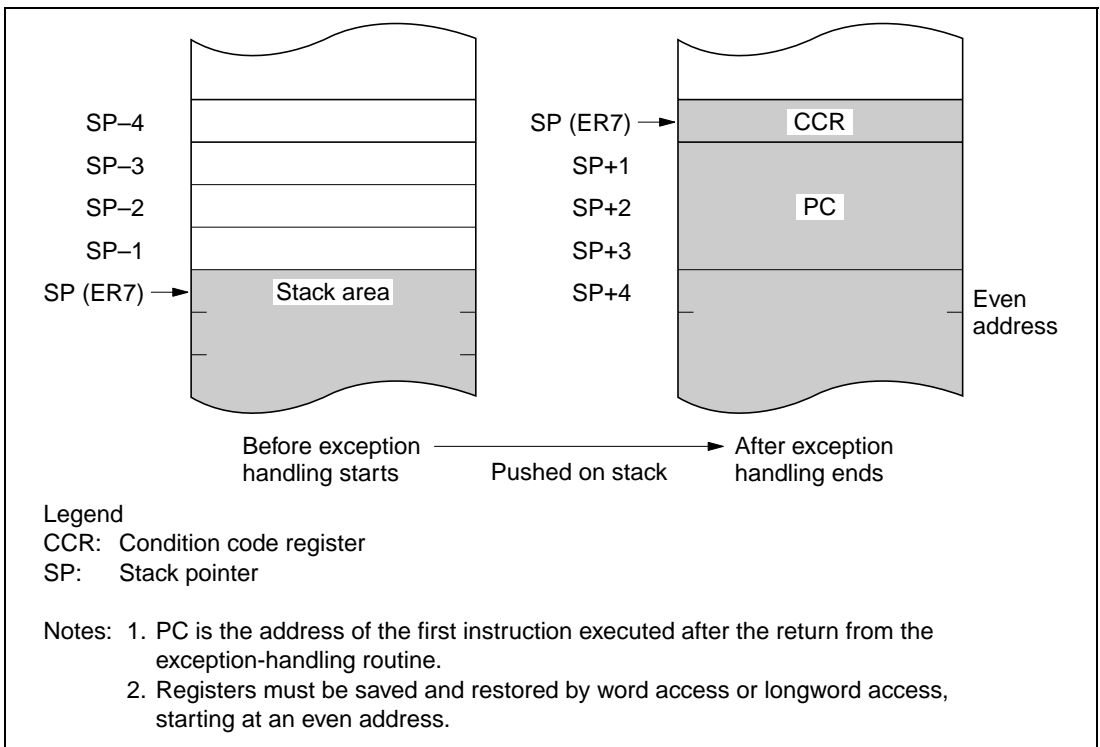 SP–4
SP–3
SP–2
SP–1
SP (ER7)
Stack area
SP (ER7)
SP+1
SP+2
SP+3
SP+4
CCR
PC
Even
address
Before exception
handling starts
Pushed on stack
After exception
handling ends
Legend
CCR: Condition code register
SP: Stack pointer
Notes: 1. PC is the address of the first instruction executed after the return from the
exception-handling routine.
2. Registers must be saved and restored by word access or longword access,
starting at an even address.